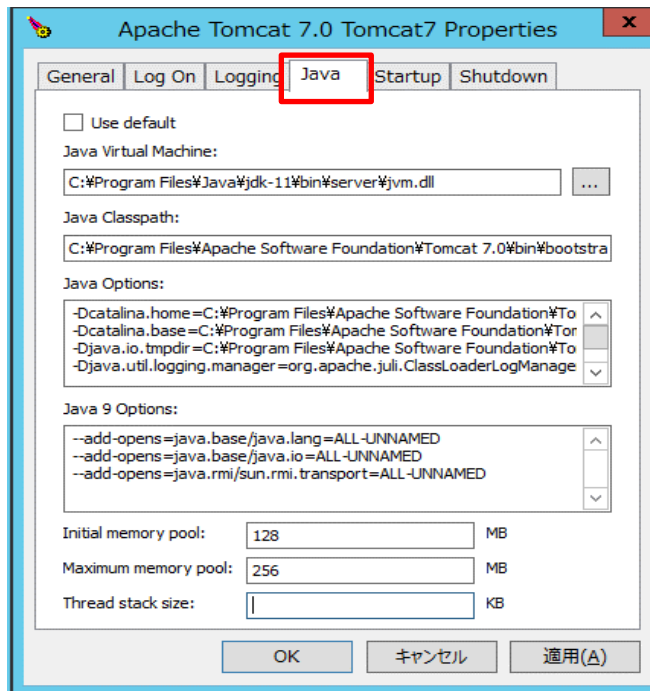 Apache Tomcat 7.0 Tomcat7 Properties
x
General Log On Logging Java Startup Shutdown
Use default
Java Virtual Machine:
C:¥Program Files¥Java¥jdk-11¥bin¥server¥jvm.dll
...
Java Classpath:
C:¥Program Files¥Apache Software Foundation¥Tomcat 7.0¥bin¥bootstra
Java Options:
-Dcatalina.home=C:¥Program Files¥Apache Software Foundation¥To
-Dcatalina.base=C:¥Program Files¥Apache Software Foundation¥Tom
-Djava.io.tmpdir=C:¥Program Files¥Apache Software Foundation¥To
-Djava.util.logging.manager=org.apache.juli.ClassLoaderLogManage
Java 9 Options:
--add-opens=java.base/java.lang=ALL-UNNAMED
--add-opens=java.base/java.io=ALL-UNNAMED
--add-opens=java.rmi/sun.rmi.transport=ALL-UNNAMED
Initial memory pool: 128 MB
Maximum memory pool: 256 MB
Thread stack size: KB
OK キャンセル 適用(A)